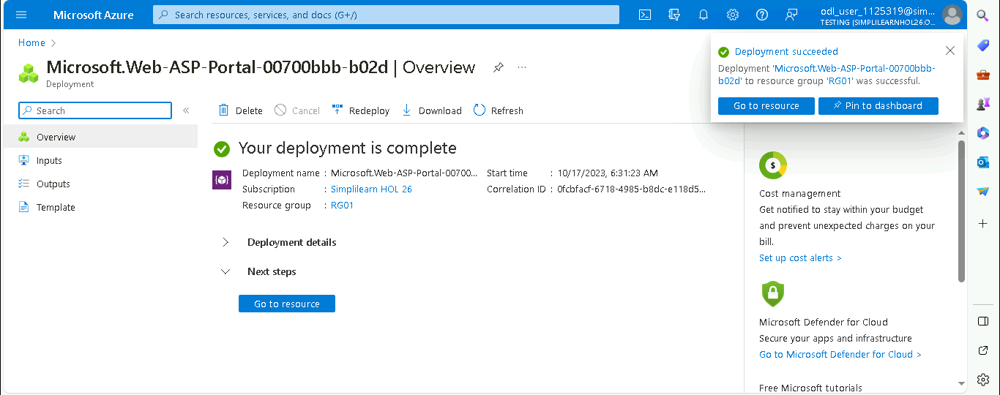 Microsoft Azure
Search resources, services, and docs (G+/)
odl_user_1125319@sim...
TESTING (SIMPLILEARNHOL26.O...
Home
Microsoft.Web-ASP-Portal-00700bbb-b02d | Overview
Deployment
Deployment succeeded
Deployment 'Microsoft.Web-ASP-Portal-00700bbb-
b02d' to resource group 'RG01' was successful.
Go to resource
Pin to dashboard
Search
Delete
Cancel
Redeploy
Download
Refresh
Overview
Inputs
Outputs
Template
Your deployment is complete
Deployment name : Microsoft.Web-ASP-Portal-00700...
Subscription : Simplilearn HOL 26
Resource group : RG01
Start time : 10/17/2023, 6:31:23 AM
Correlation ID : 0fcbfacf-6718-4985-b8dc-e118d5...
Deployment details
Next steps
Go to resource
Cost management
Get notified to stay within your budget
and prevent unexpected charges on your
bill.
Set up cost alerts >
Microsoft Defender for Cloud
Secure your apps and infrastructure
Go to Microsoft Defender for Cloud >
Free Microsoft tutorials